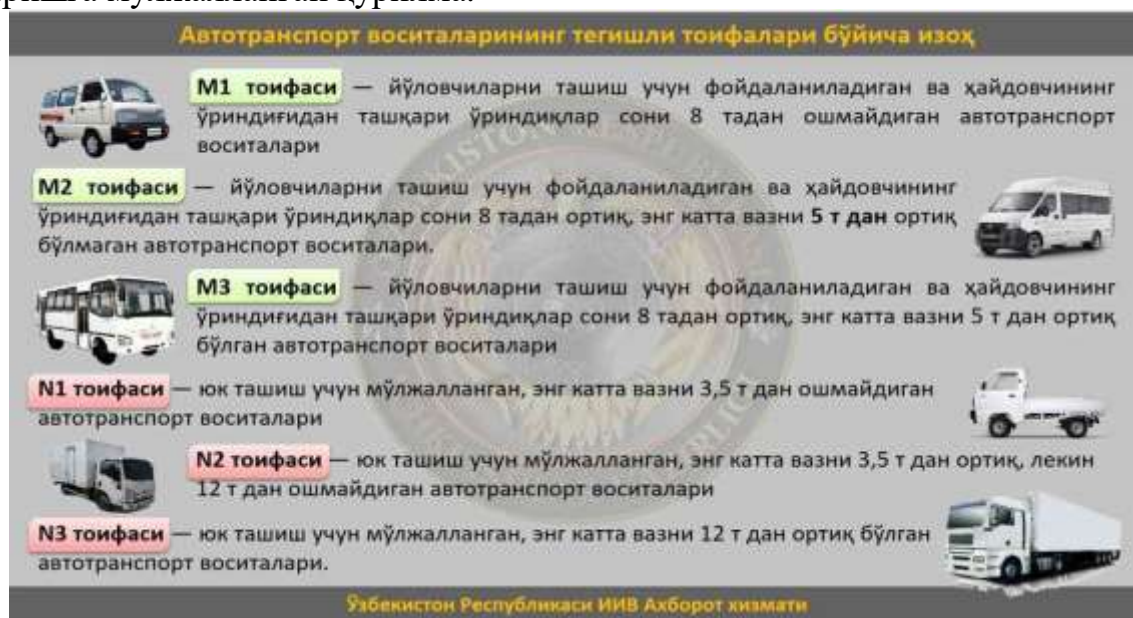 мўлжалланган қурилма.
Автотранспорт воситаларининг тегишли тоифалари бўйича изоҳ
M1 тоифаси — йўловчиларни ташиш учун фойдаланиладиган ва ҳайдовчининг
ўриндиғидан ташқари ўриндиқлар сони 8 тадан ошмайдиган автотранспорт
воситалари
M2 тоифаси — йўловчиларни ташиш учун фойдаланиладиган ва ҳайдовчининг
ўриндиғидан ташқари ўриндиқлар сони 8 тадан ортиқ, энг катта вазни 5 т дан ортиқ
бўлмаган автотранспорт воситалари.
M3 тоифаси — йўловчиларни ташиш учун фойдаланиладиган ва ҳайдовчининг
ўриндиғидан ташқари ўриндиқлар сони 8 тадан ортиқ, энг катта вазни 5 т дан ортиқ
бўлган автотранспорт воситалари
N1 тоифаси — юк ташиш учун мўлжалланган, энг катта вазни 3,5 т дан ошмайдиган
автотранспорт воситалари
N2 тоифаси — юк ташиш учун мўлжалланган, энг катта вазни 3,5 т дан ортиқ, лекин
12 т дан ошмайдиган автотранспорт воситалари
N3 тоифаси — юк ташиш учун мўлжалланган, энг катта вазни 12 т дан ортиқ бўлган
автотранспорт воситалари.
Ўзбекистон Республикаси ИИВ Ахборот хизмати